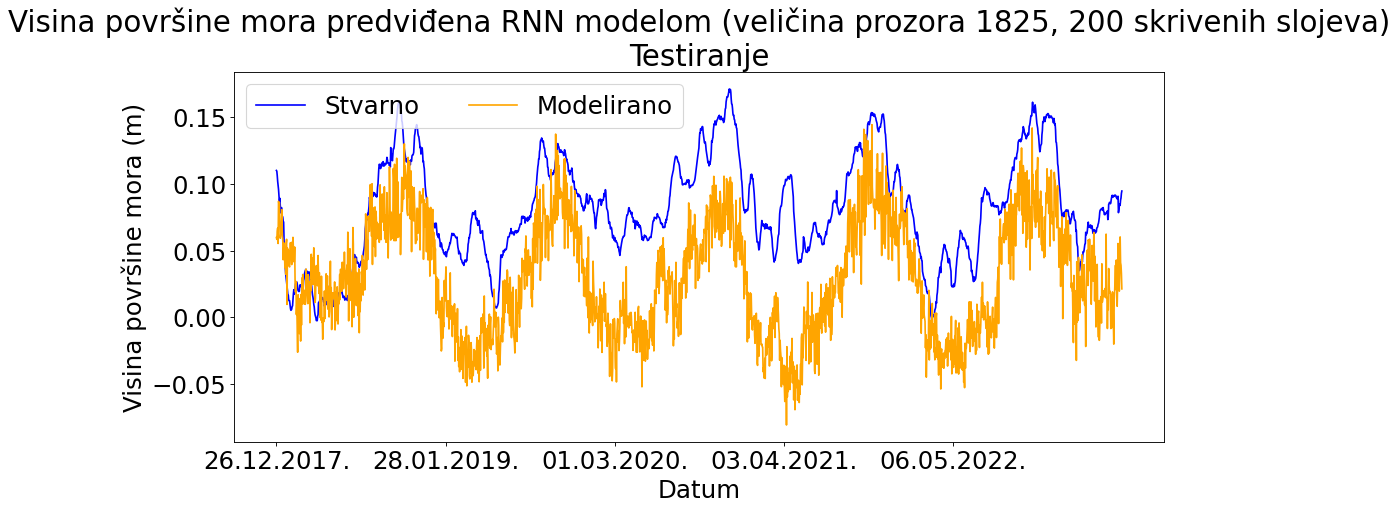 Visina površine mora predviđena RNN modelom (veličina prozora 1825, 200 skrivenih slojeva)
Testiranje
Stvarno Modelirano
Visina površine mora (m)
0.15
0.10
0.05
0.00
−0.05
26.12.2017. 28.01.2019. 01.03.2020. 03.04.2021. 06.05.2022.
Datum